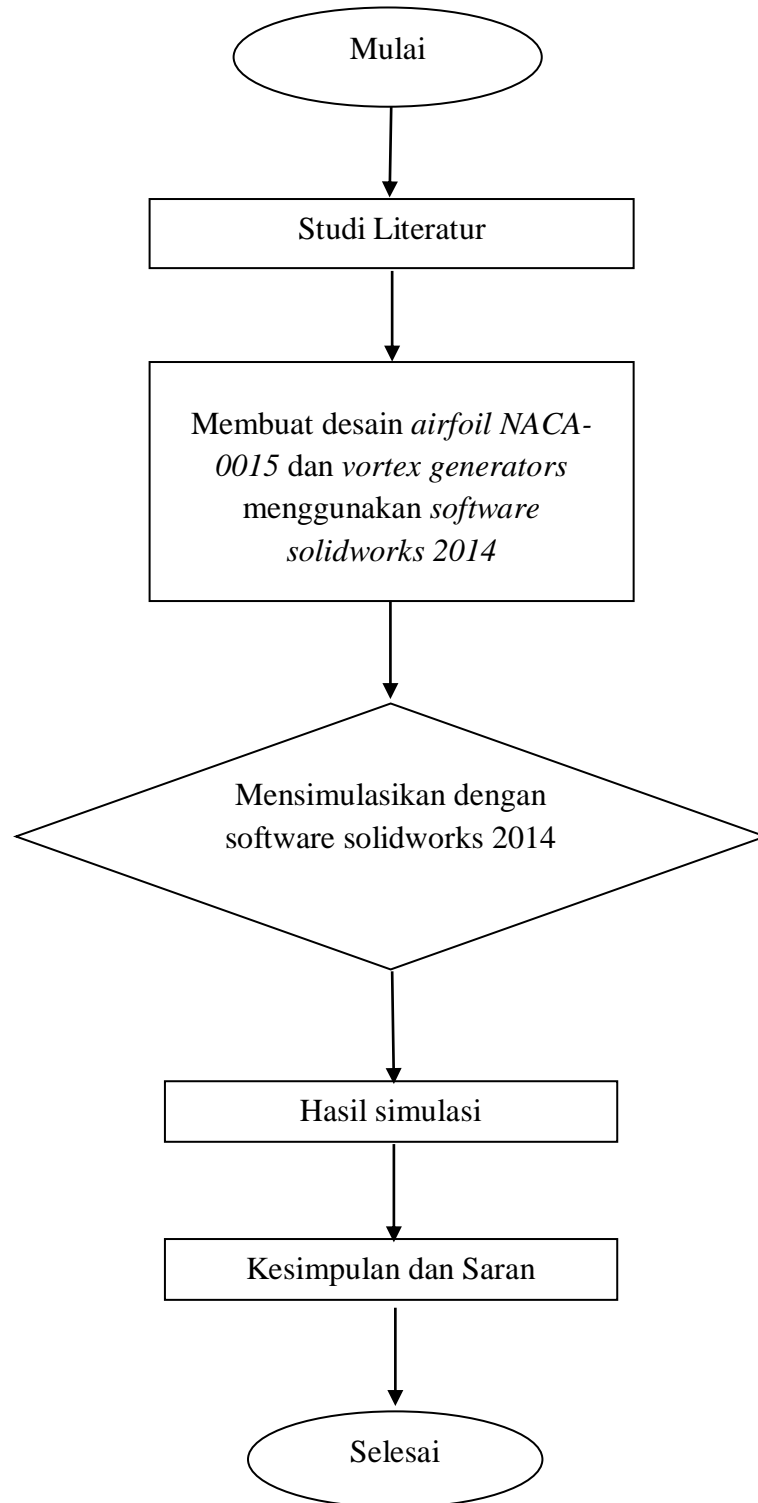 Mulai
Studi Literatur
Membuat desain airfoil NACA-
0015 dan vortex generators
menggunakan software
solidworks 2014
Mensimulasikan dengan
software solidworks 2014
Hasil simulasi
Kesimpulan dan Saran
Selesai